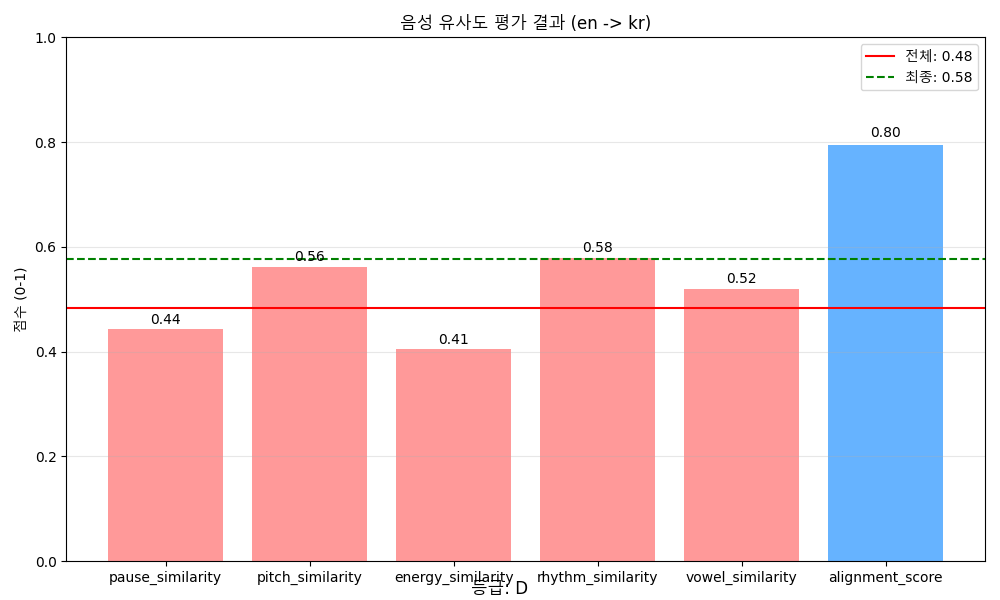 음성 유사도 평가 결과 (en -> kr)
전체: 0.48
최종: 0.58
점수 (0-1)
1.0
0.8
0.6
0.4
0.2
0.0
0.44
0.56
0.41
0.58
0.52
0.80
pause_similarity
pitch_similarity
energy_similarity
rhythm_similarity
vowel_similarity
alignment_score
등급: D